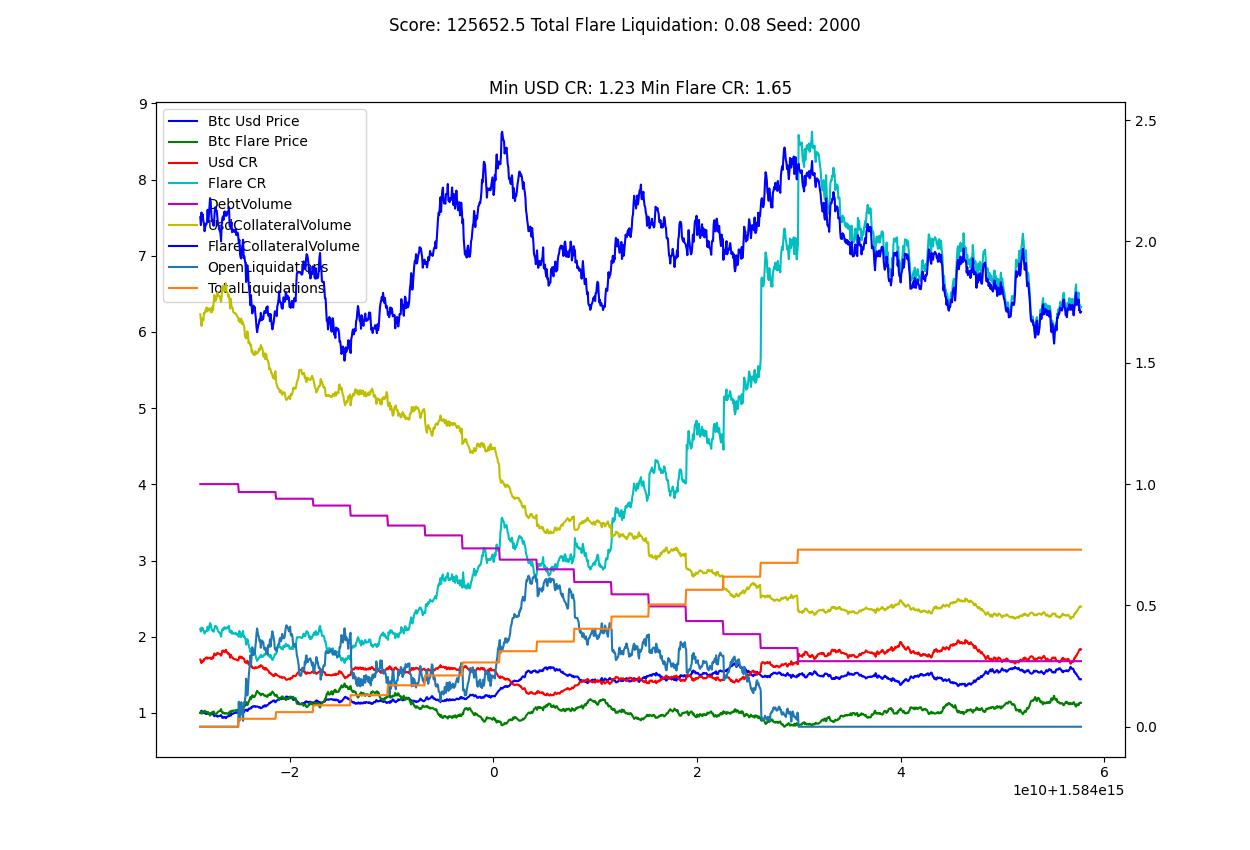 Score: 125652.5 Total Flare Liquidation: 0.08 Seed: 2000
Min USD CR: 1.23 Min Flare CR: 1.65
Btc Usd Price
Btc Flare Price
Usd CR
Flare CR
DebtVolume
UsdCollateralVolume
FlareCollateralVolume
OpenLiquidations
TotalLiquidations
9
8
7
6
5
4
3
2
1
2.5
2.0
1.5
1.0
0.5
0.0
−2
0
2
4
6
1e10+1.584e15